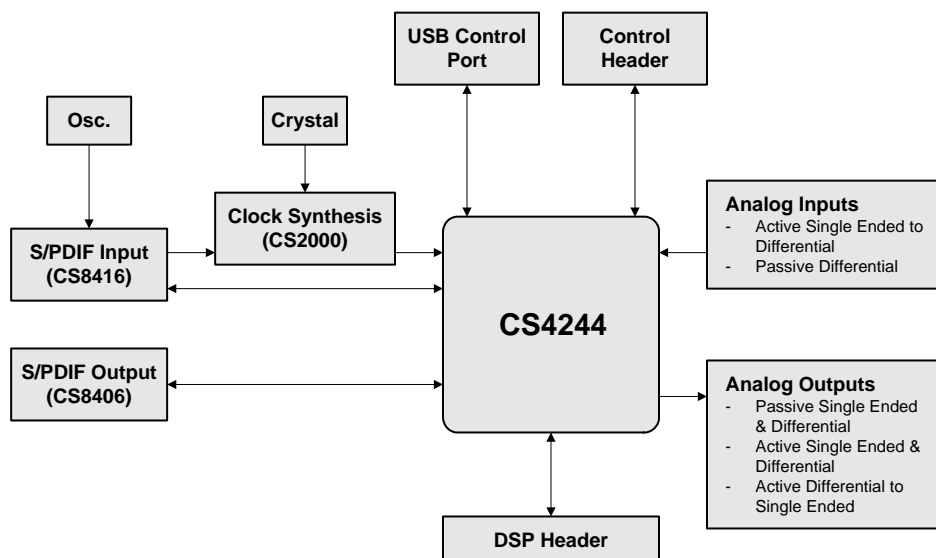 USB Control
Port
Control
Header
Osc.
Crystal
Clock Synthesis
(CS2000)
S/PDIF Input
(CS8416)
S/PDIF Output
(CS8406)
CS4244
Analog Inputs
- Active Single Ended to
Differential
- Passive Differential
Analog Outputs
- Passive Single Ended
& Differential
- Active Single Ended &
Differential
- Active Differential to
Single Ended
DSP Header